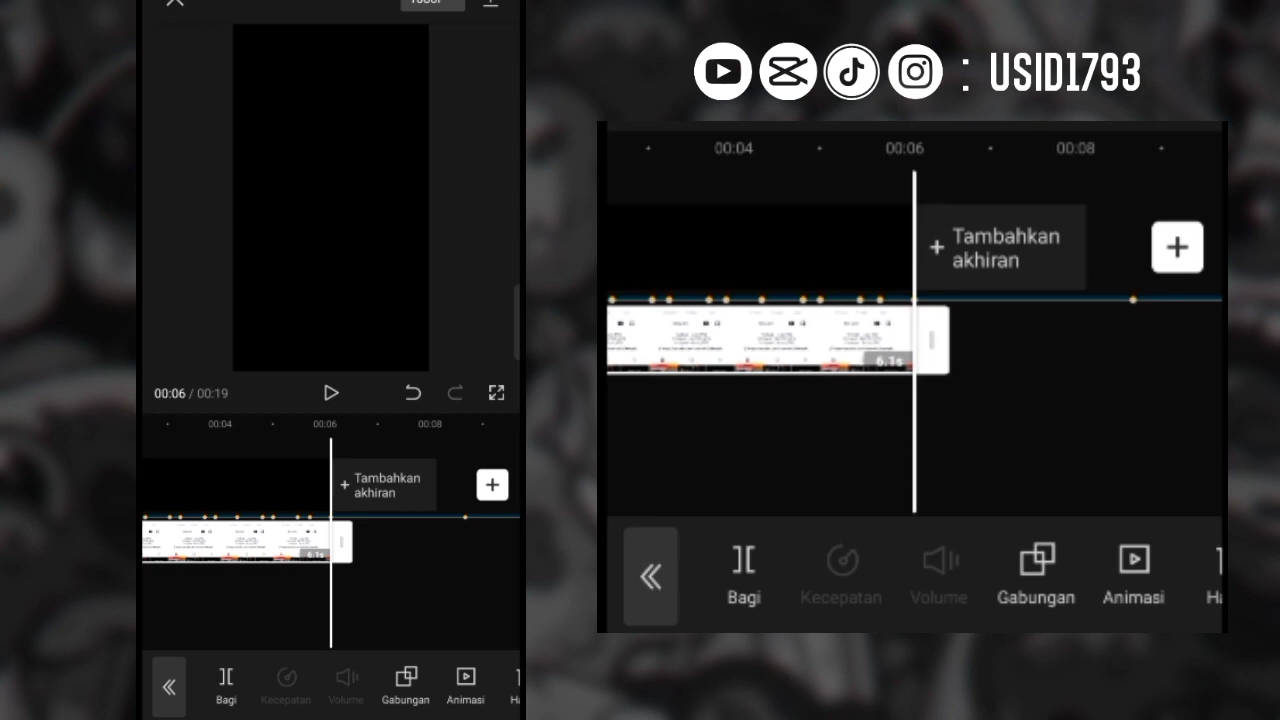 : USID1793
00:06 / 00:19
00:04 00:06 00:08
+ Tambahkan
akhiran
+
6.1s
Bagi Kecepatan Volume Gabungan Animasi
00:04 00:06 00:08
+ Tambahkan
akhiran
+
6.1s
Bagi Kecepatan Volume Gabungan Animasi